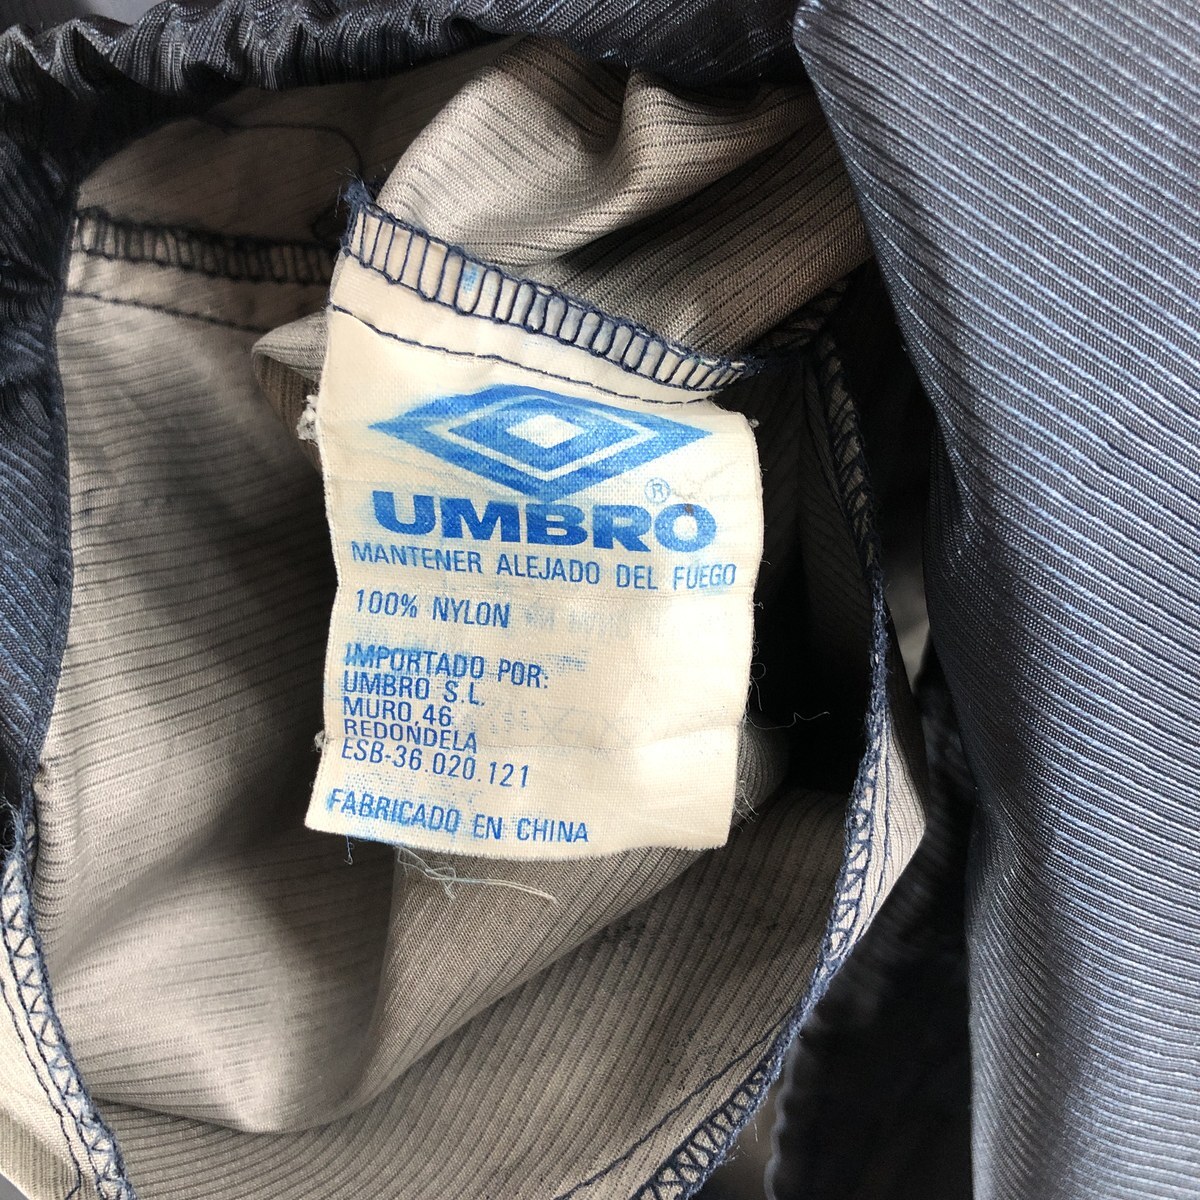 UMBRO®
MANTENER ALEJADO DEL FUEGO
100% NYLON
IMPORTADO POR:
UMBRO S.L.
MURO,46
REDONDELA
ESB-36.020.121
FABRICADO EN CHINA